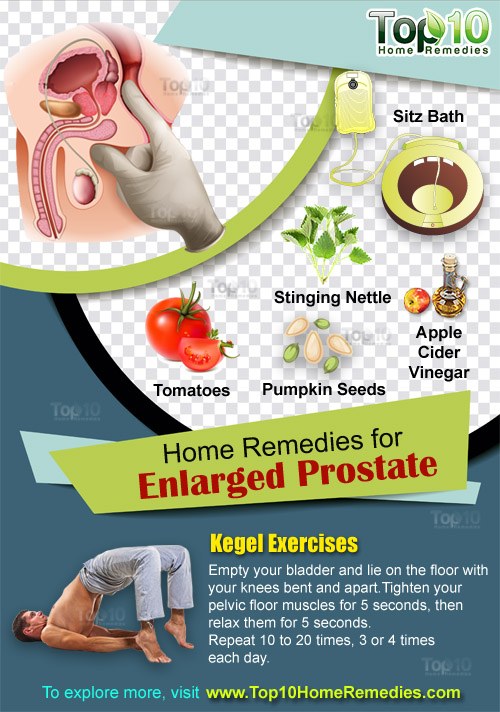 Top10
Home Remedies
Sitz Bath
Stinging Nettle
Apple
Cider
Vinegar
Tomatoes
Pumpkin Seeds
Home Remedies for
Enlarged Prostate
Kegel Exercises
Empty your bladder and lie on the floor with
your knees bent and apart.Tighten your
pelvic floor muscles for 5 seconds, then
relax them for 5 seconds.
Repeat 10 to 20 times, 3 or 4 times
each day.
To explore more, visit www.Top10HomeRemedies.com